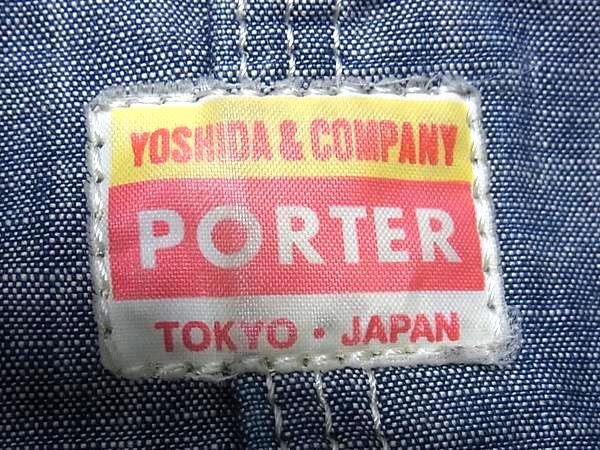 YOSHIDA & COMPANY
PORTER
TOKYO · JAPAN